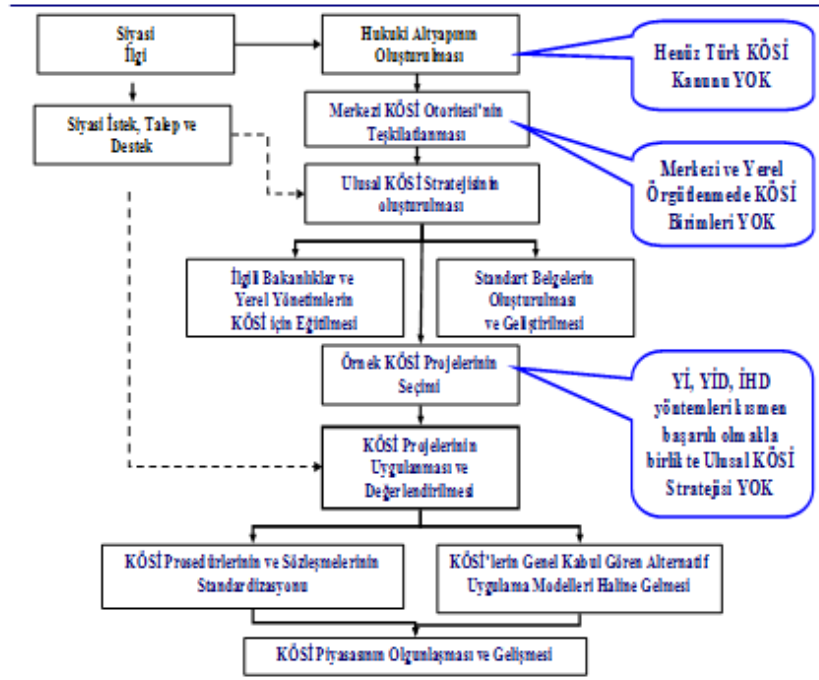 Siyasi
İlgi
Hukuki Altyapının
Oluşturulması
Henüz Türk KÖSİ
Kanunu YOK
Siyasi İstek, Talep ve
Destek
Merkezi KÖSİ Otoritesi'nin
Teşkilatlanması
Merkezi ve Yerel
Örgütlenmede KÖSİ
Birimleri YOK
Ulusal KÖSİ Stratejisinin
oluşturulması
İlgili Bakanlıklar ve
Yerel Yönetimlerin
KÖSİ için Eğitilmesi
Standart Belgelerin
Oluşturulması
ve Geliştirilmesi
Örnek KÖSİ Projelerinin
Seçimi
Yİ, YİD, İHD
yöntemleri kısmen
başarılı olmakla
birlikte Ulusal KÖSİ
Stratejisi YOK
KÖSİ Projelerinin
Uygulanması ve
Değerlendirilmesi
KÖSİ Prosedürlerinin ve Sözleşmelerinin
Standardizasyonu
KÖSİ'lerin Genel Kabul Gören Alternatif
Uygulama Modelleri Haline Gelmesi
KÖSİ Piyasasının Olgunlaşması ve Gelişmesi